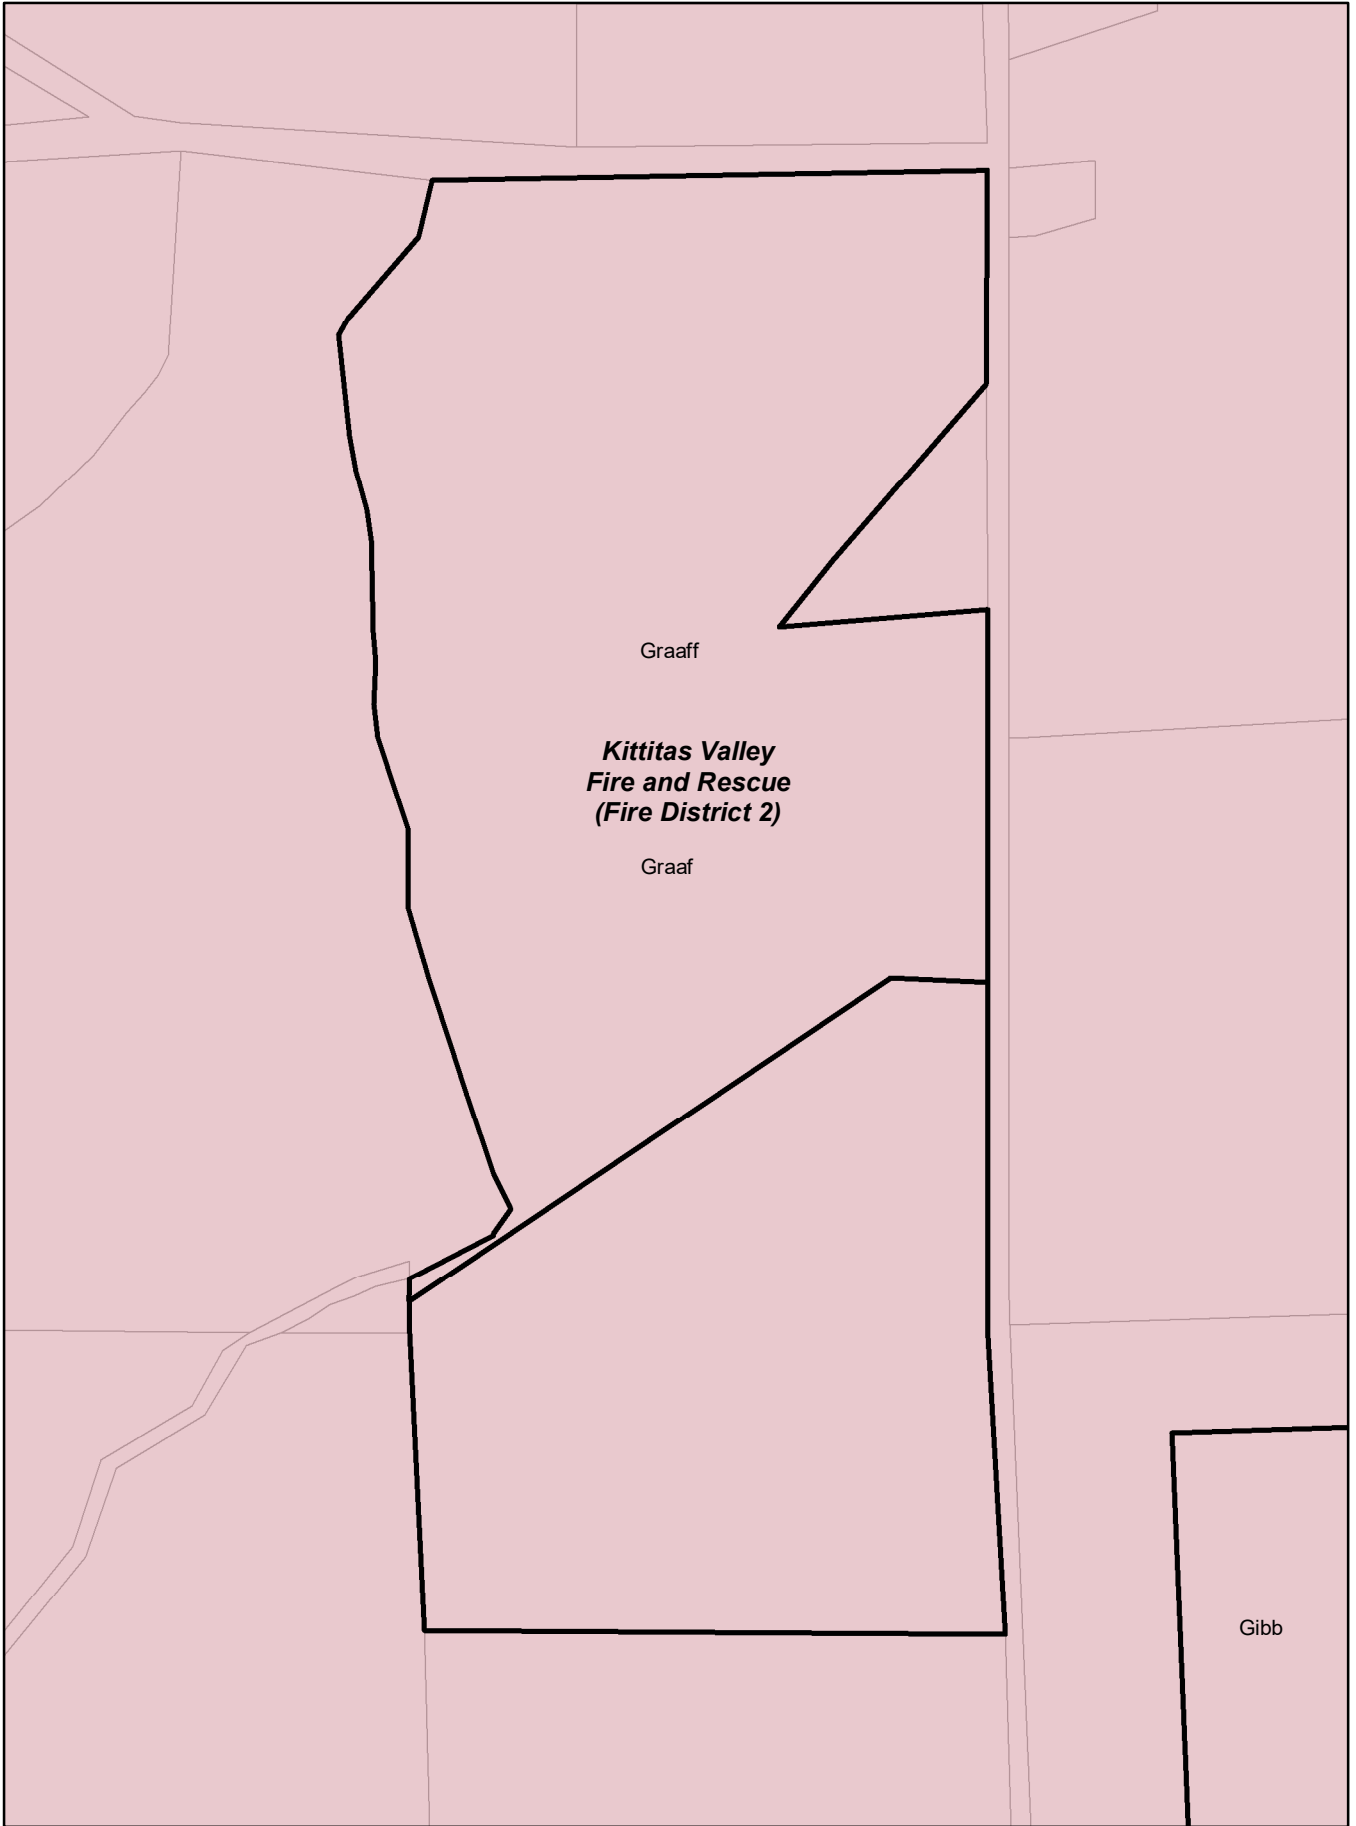 Graaff
Kittitas Valley
Fire and Rescue
(Fire District 2)
Graaf
Gibb